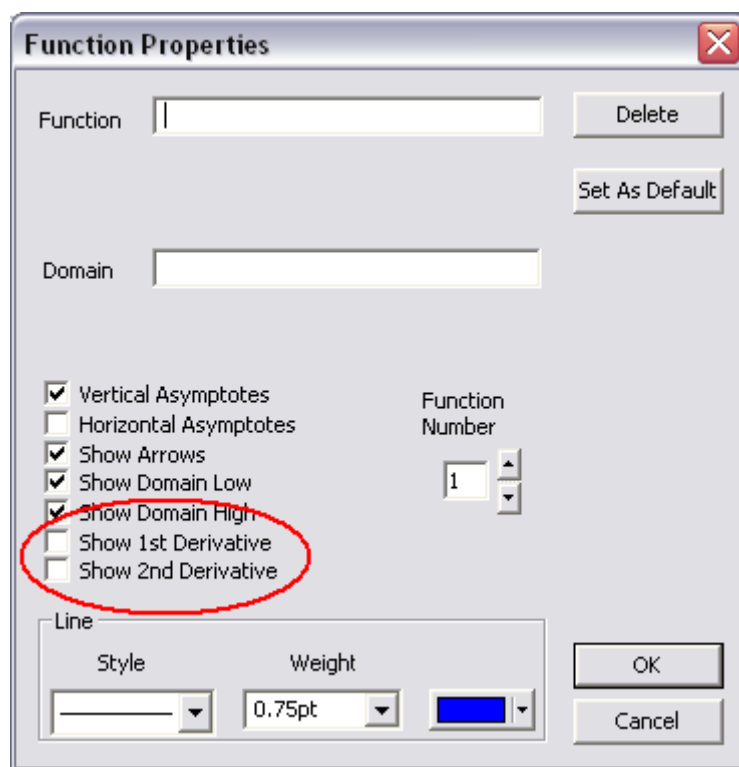 Function Properties
Function
Delete
Set As Default
Domain
Vertical Asymptotes
Horizontal Asymptotes
Show Arrows
Show Domain Low
Show Domain High
Show 1st Derivative
Show 2nd Derivative
Function
Number
1
Line
Style
Weight
0.75pt
OK
Cancel